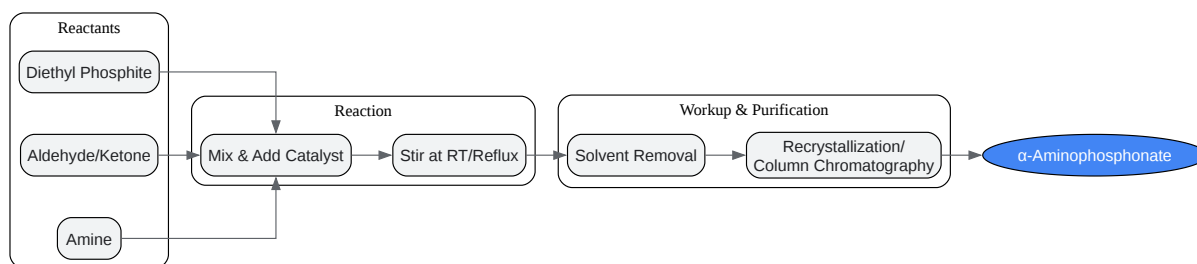 Reactants
Diethyl Phosphite
Aldehyde/Ketone
Amine
Reaction
Mix & Add Catalyst
Stir at RT/Reflux
Workup & Purification
Solvent Removal
Recrystallization/
Column Chromatography
α-Aminophosphonate